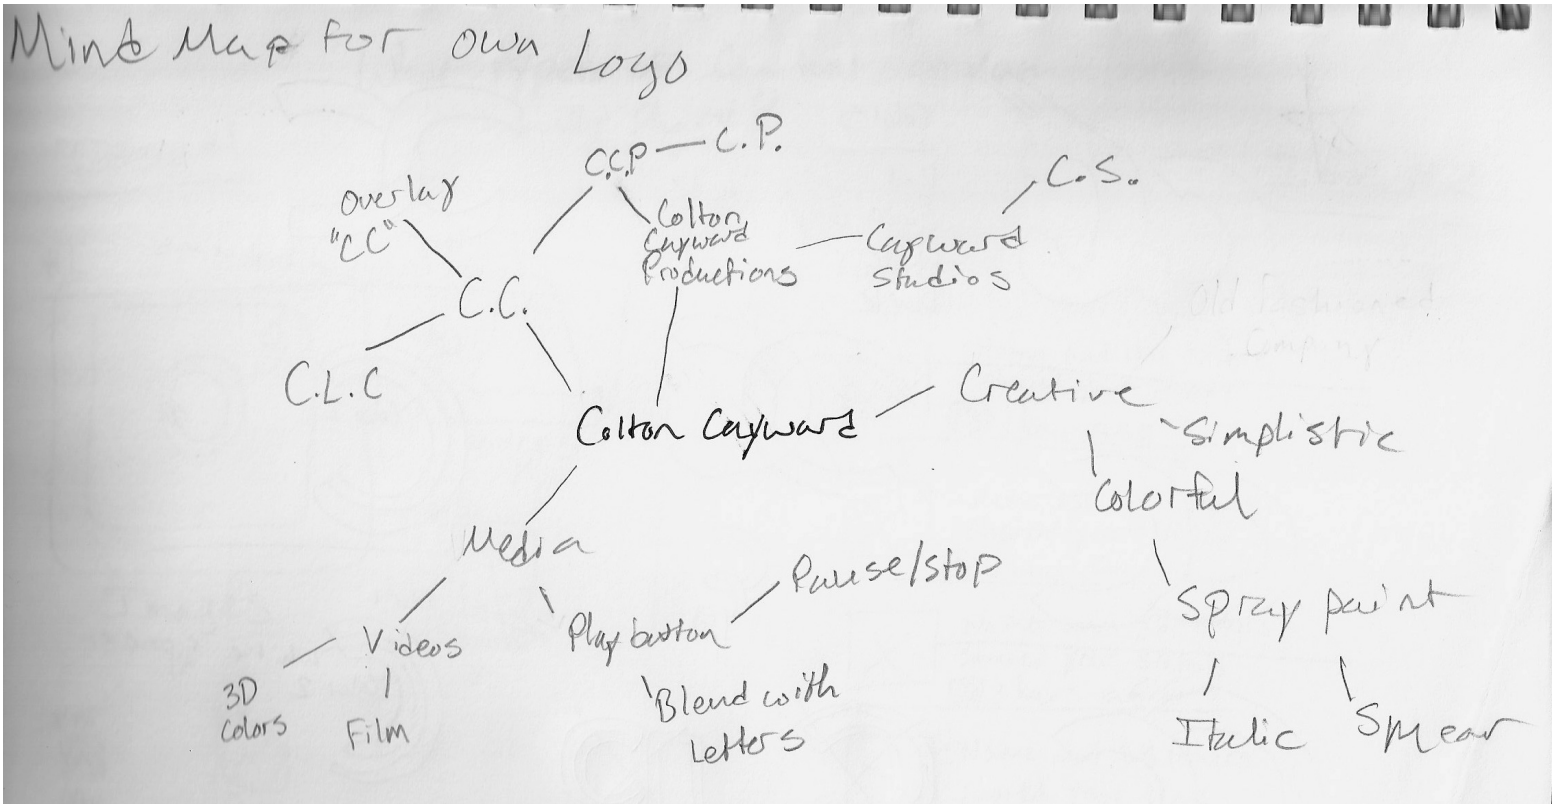 Mind Map for own Logo
C.C.P
C.P.
Overlay
"CC"
Colton
Cayward
Productions
Cayward
Studios
C.S.
C.C.
C.L.C
Colton Cayward
Creative
Simplistic
Colorful
Media
Pause/stop
Spray paint
Videos
Play button
3D
Colors
Film
Blend with
Letters
Italic
Smear